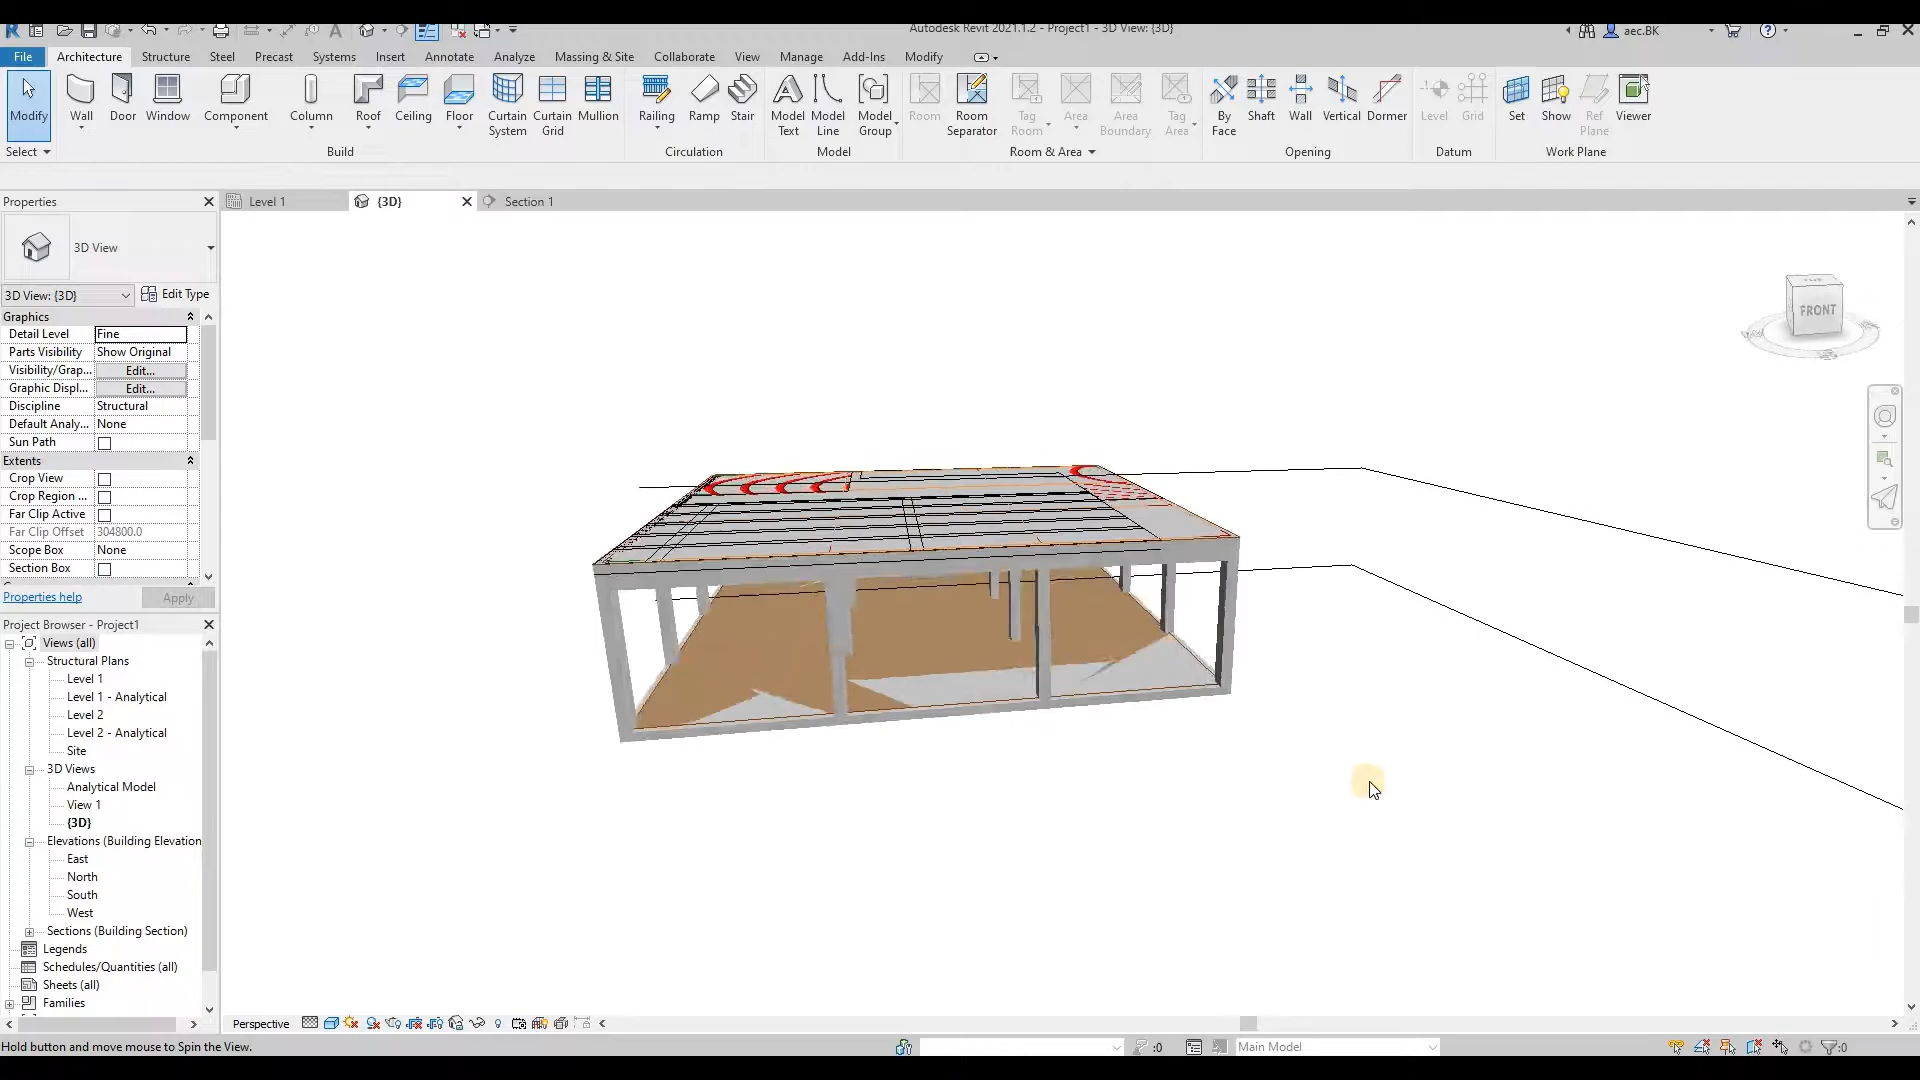 Autodesk Revit 2021.1.2 - Project1 - 3D View: {3D}
aec.BK
File Architecture Structure Steel Precast Systems Insert Annotate Analyze Massing & Site Collaborate View Manage Add-Ins Modify
Modify Wall Door Window Component Column Roof Ceiling Floor Curtain System Curtain Grid Mullion Railing Ramp Stair Model Text Model Line Model Group Room Room Separator Tag Room Area Area Boundary Tag Area By Face Shaft Wall Vertical Dormer Level Grid Set Show Ref Plane Viewer
Select Build Circulation Model Room & Area Opening Datum Work Plane
Properties
Level 1 {3D} Section 1
3D View
3D View: {3D} Edit Type
Graphics
Detail Level Fine
Parts Visibility Show Original
Visibility/Grap... Edit...
Graphic Displ... Edit...
Discipline Structural
Default Analy... None
Sun Path
Extents
Crop View
Crop Region ...
Far Clip Active
Far Clip Offset 304800.0
Scope Box None
Section Box
Properties help Apply
FRONT
Project Browser - Project1
Views (all)
Structural Plans
Level 1
Level 1 - Analytical
Level 2
Level 2 - Analytical
Site
3D Views
Analytical Model
View 1
{3D}
Elevations (Building Elevation
East
North
South
West
Sections (Building Section)
Legends
Schedules/Quantities (all)
Sheets (all)
Families
Perspective
Hold button and move mouse to Spin the View.
:0
Main Model
:0